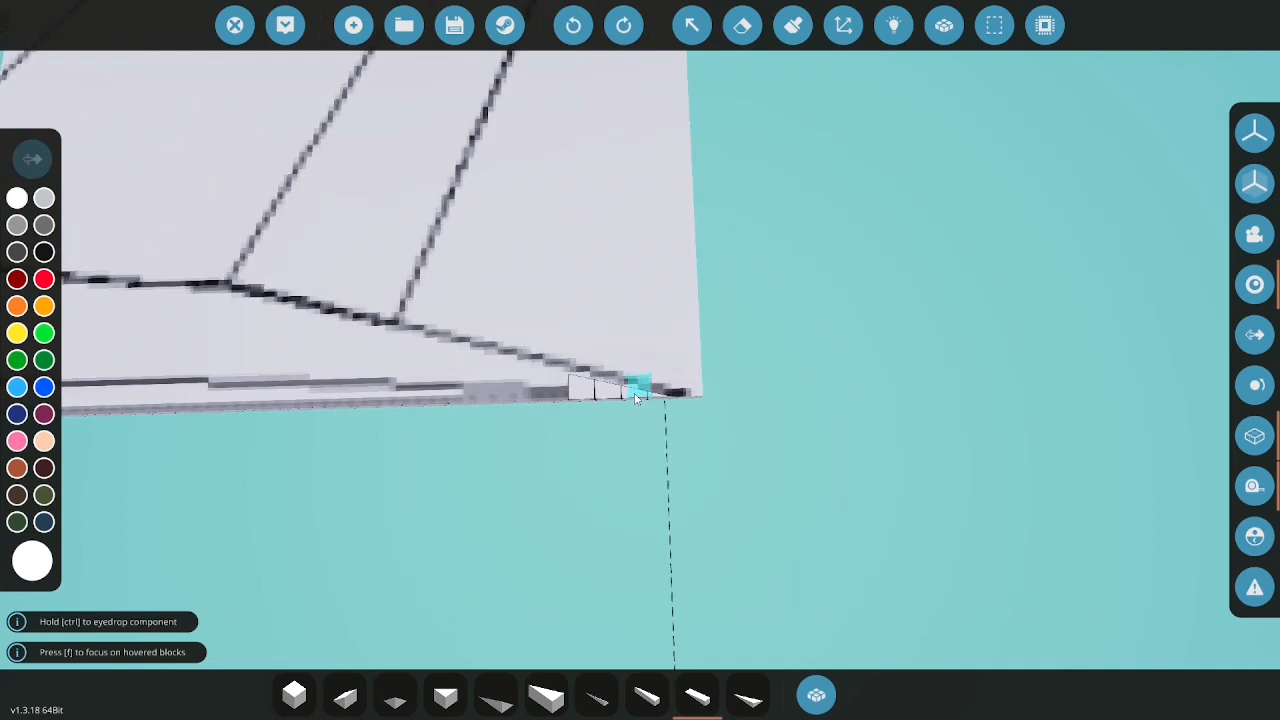 Hold [ctrl] to eyedrop component
Press [f] to focus on hovered blocks
v1.3.18 64Bit